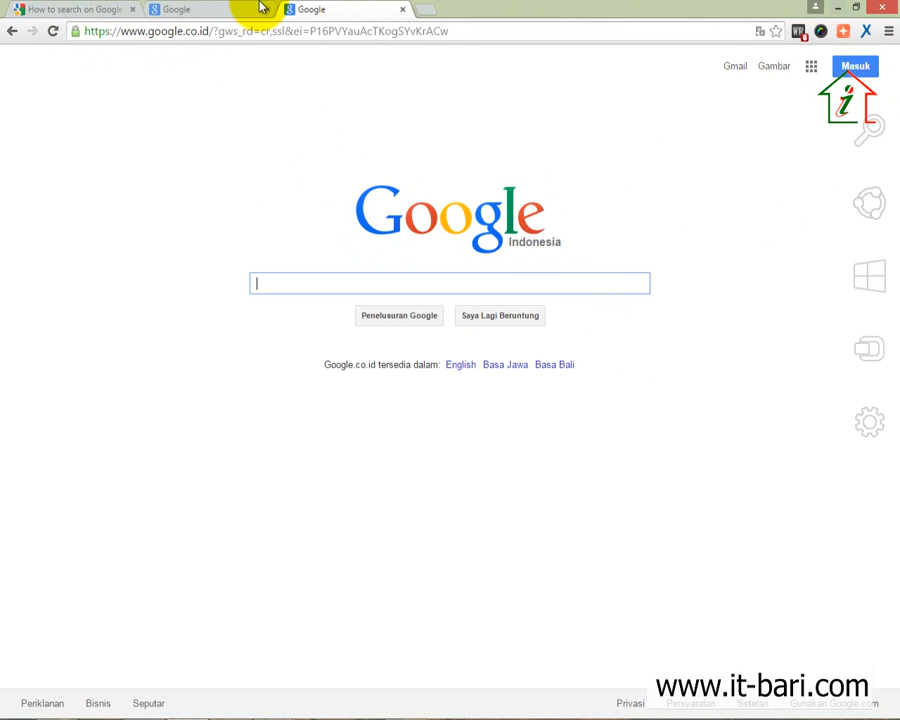 How to search on Google
Google
Google
https://www.google.co.id/?gws_rd=cr,ssl&ei=P16PVYauAcTKogSYvKrACw
Gmail Gambar Masuk
i
Google
Indonesia
Penelusuran Google Saya Lagi Beruntung
Google.co.id tersedia dalam: English Basa Jawa Basa Bali
www.it-bari.com
Periklanan Bisnis Seputar Privasi Persyaratan Setelan Gunakan Google.com